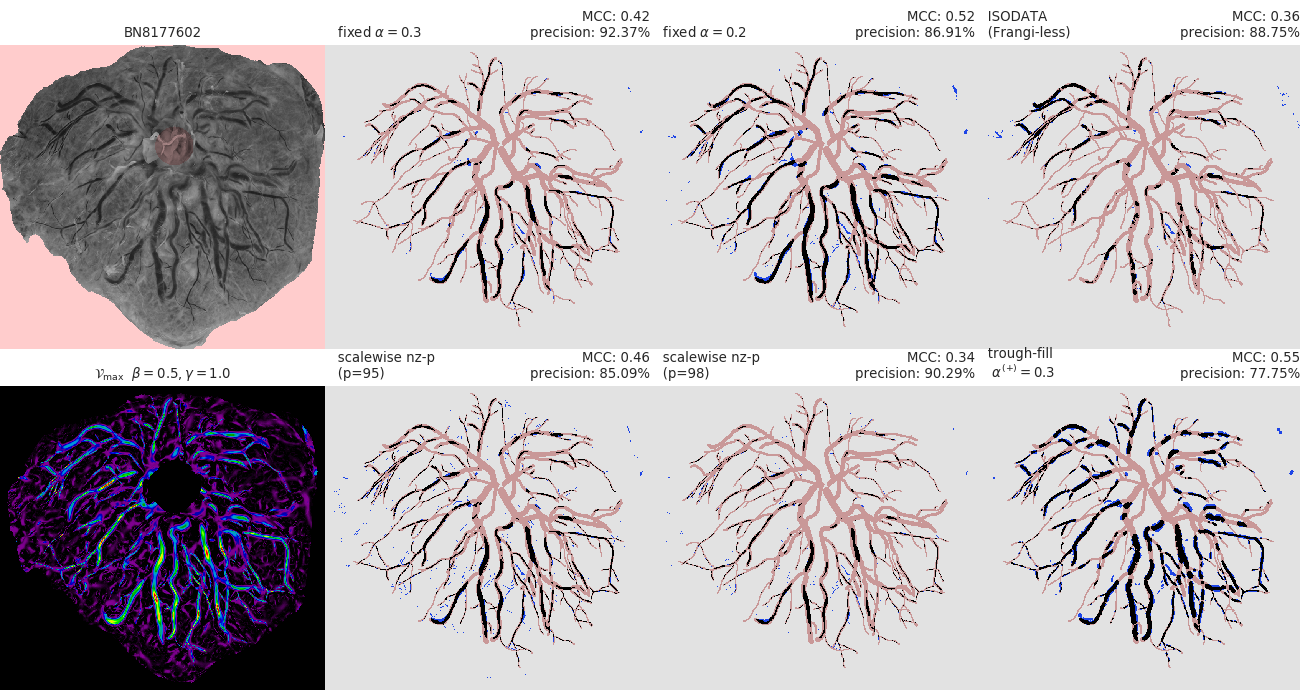 BN8177602
fixed α = 0.3
MCC: 0.42
precision: 92.37%
fixed α = 0.2
MCC: 0.52
precision: 86.91%
ISODATA
(Frangi-less)
MCC: 0.36
precision: 88.75%
𝒱max β = 0.5, γ = 1.0
scalewise nz-p
(p=95)
MCC: 0.46
precision: 85.09%
scalewise nz-p
(p=98)
MCC: 0.34
precision: 90.29%
trough-fill
α(+) = 0.3
MCC: 0.55
precision: 77.75%